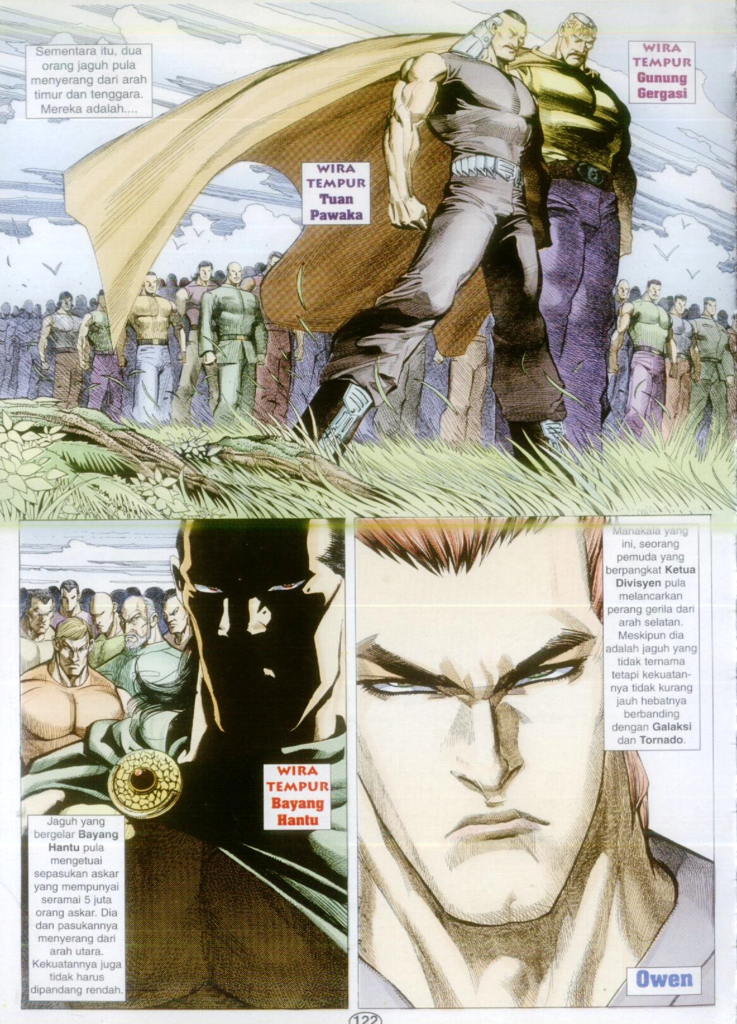 Sementara itu, dua
orang jaguh pula
menyerang dari arah
timur dan tenggara.
Mereka adalah....
WIRA
TEMPUR
Gunung
Gergasi
WIRA
TEMPUR
Tuan
Pawaka
Manakala yang
ini, seorang
pemuda yang
berpangkat Ketua
Divisyen pula
melancarkan
perang gerila dari
arah selatan.
Meskipun dia
adalah jaguh yang
tidak ternama
tetapi kekuatan-
nya tidak kurang
jauh hebatnya
berbanding
dengan Galaksi
dan Tornado.
WIRA
TEMPUR
Bayang
Hantu
Jaguh yang
bergelar Bayang
Hantu pula
mengetuai
sepasukan askar
yang mempunyai
seramai 5 juta
orang askar. Dia
dan pasukannya
menyerang dari
arah utara.
Kekuatannya juga
tidak harus
dipandang rendah.
Owen
122